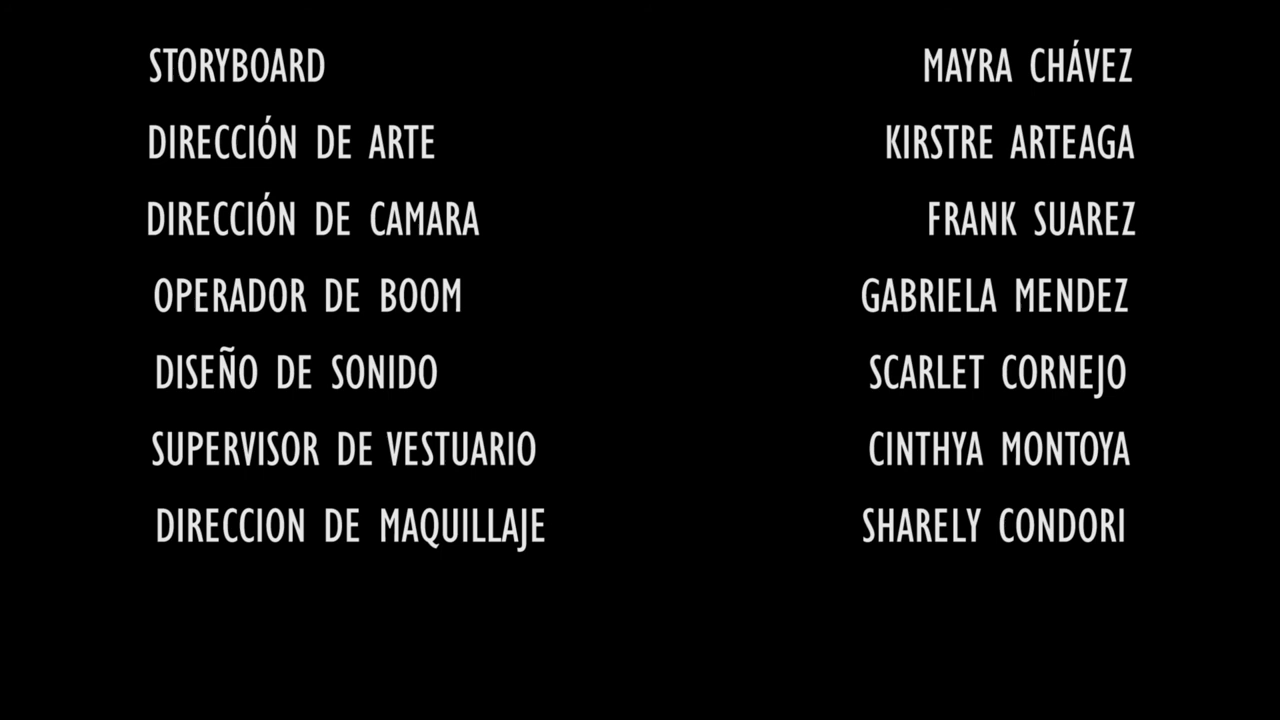 STORYBOARD MAYRA CHÁVEZ
DIRECCIÓN DE ARTE KIRSTRE ARTEAGA
DIRECCIÓN DE CAMARA FRANK SUAREZ
OPERADOR DE BOOM GABRIELA MENDEZ
DISEÑO DE SONIDO SCARLET CORNEJO
SUPERVISOR DE VESTUARIO CINTHYA MONTOYA
DIRECCION DE MAQUILLAJE SHARELY CONDORI